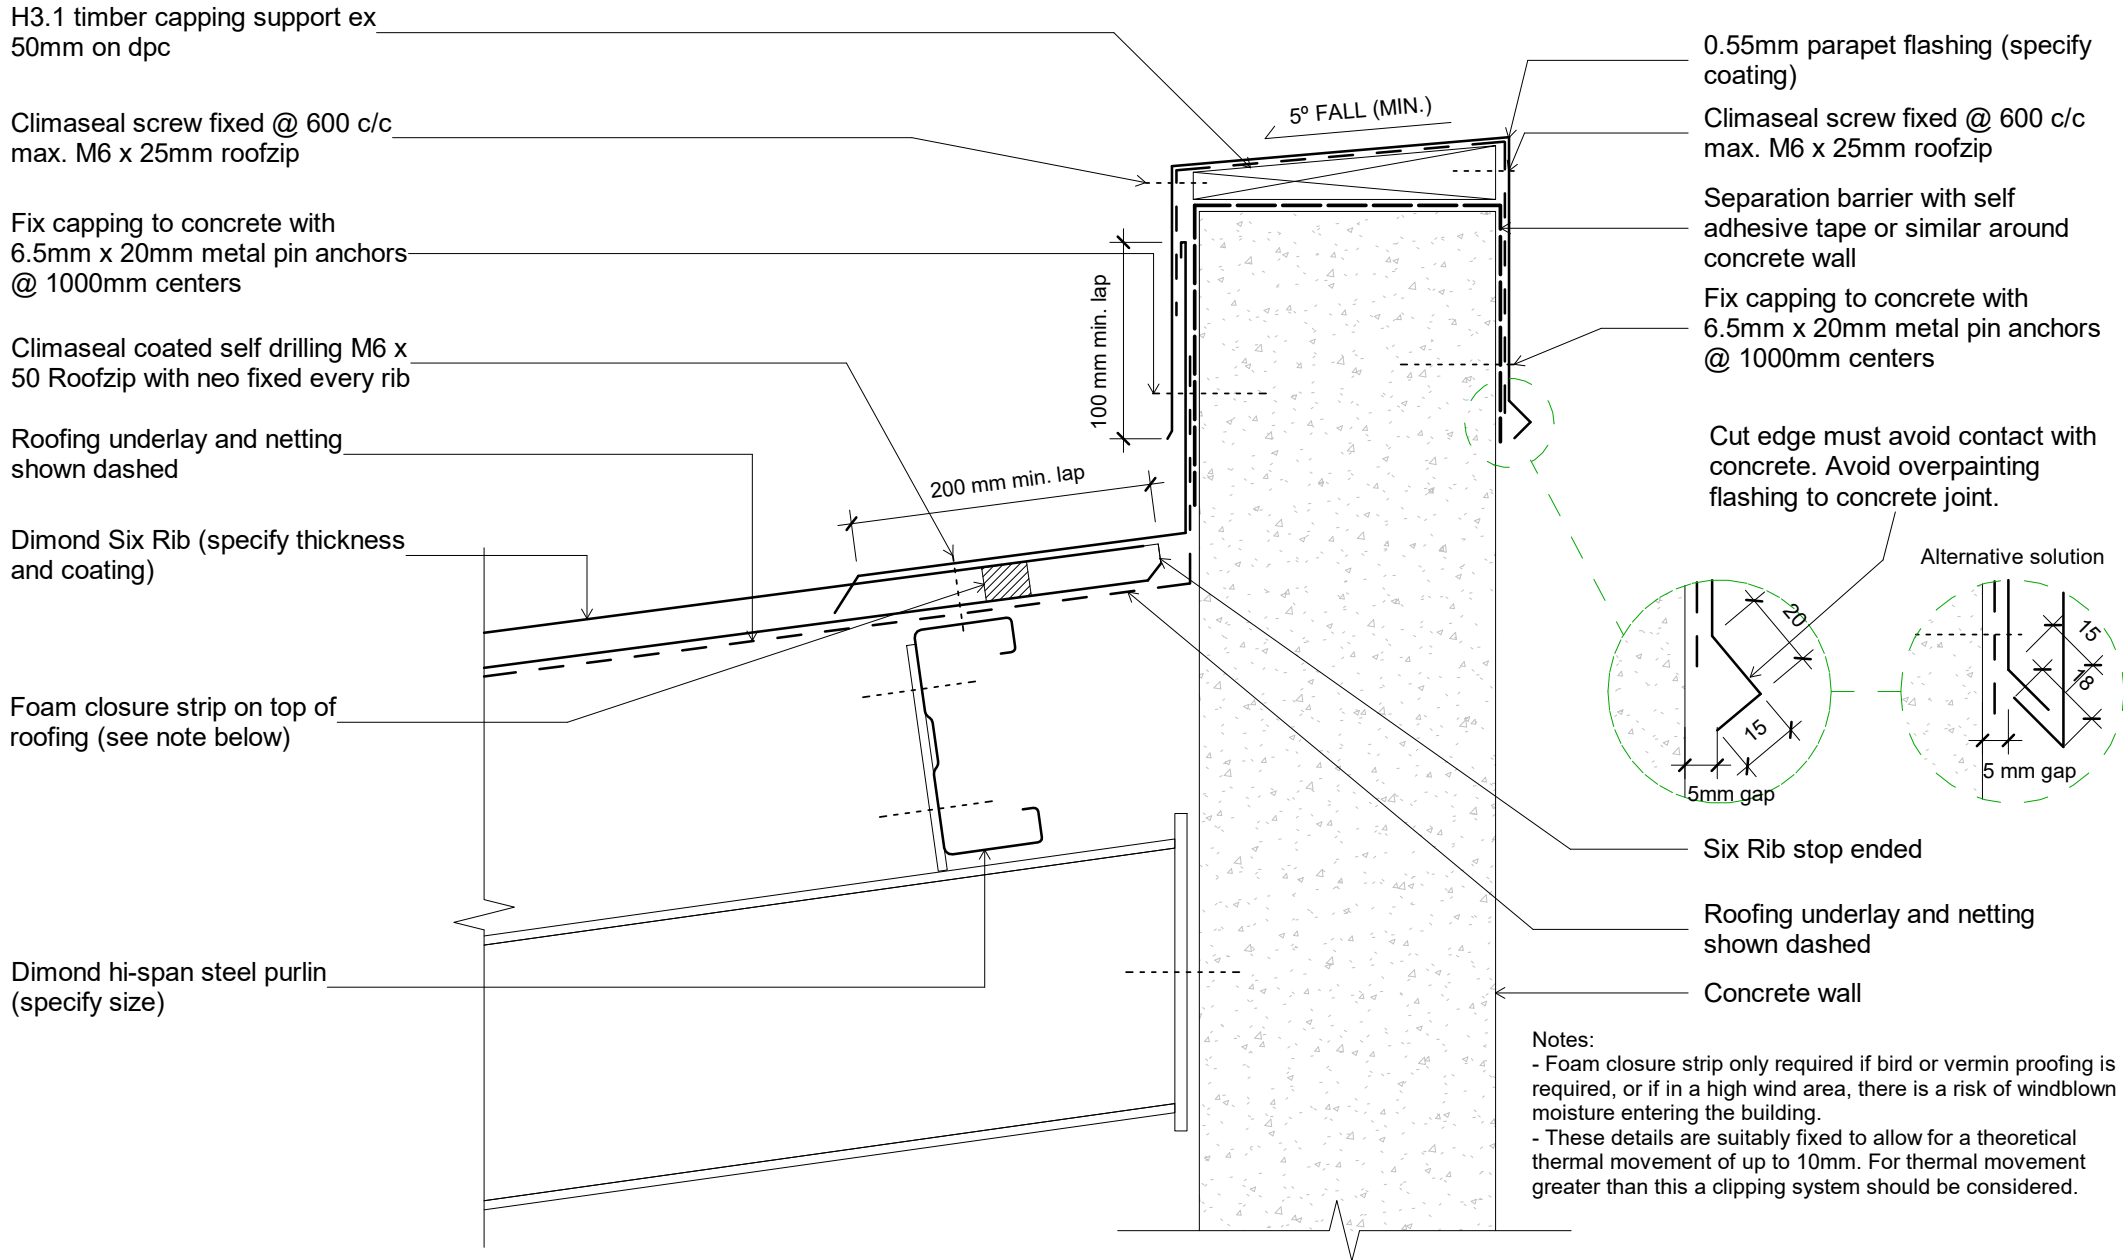 H3.1 timber capping support ex
50mm on dpc
Climaseal screw fixed @ 600 c/c
max. M6 x 25mm roofzip
Fix capping to concrete with
6.5mm x 20mm metal pin anchors
@ 1000mm centers
Climaseal coated self drilling M6 x
50 Roofzip with neo fixed every rib
Roofing underlay and netting
shown dashed
Dimond Six Rib (specify thickness
and coating)
Foam closure strip on top of
roofing (see note below)
Dimond hi-span steel purlin
(specify size)
5º FALL (MIN.)
100 mm min. lap
200 mm min. lap
0.55mm parapet flashing (specify
coating)
Climaseal screw fixed @ 600 c/c
max. M6 x 25mm roofzip
Separation barrier with self
adhesive tape or similar around
concrete wall
Fix capping to concrete with
6.5mm x 20mm metal pin anchors
@ 1000mm centers
Cut edge must avoid contact with
concrete. Avoid overpainting
flashing to concrete joint.
Alternative solution
20
15
5mm gap
15
18
5 mm gap
Six Rib stop ended
Roofing underlay and netting
shown dashed
Concrete wall
Notes:
- Foam closure strip only required if bird or vermin proofing is
required, or if in a high wind area, there is a risk of windblown
moisture entering the building.
- These details are suitably fixed to allow for a theoretical
thermal movement of up to 10mm. For thermal movement
greater than this a clipping system should be considered.